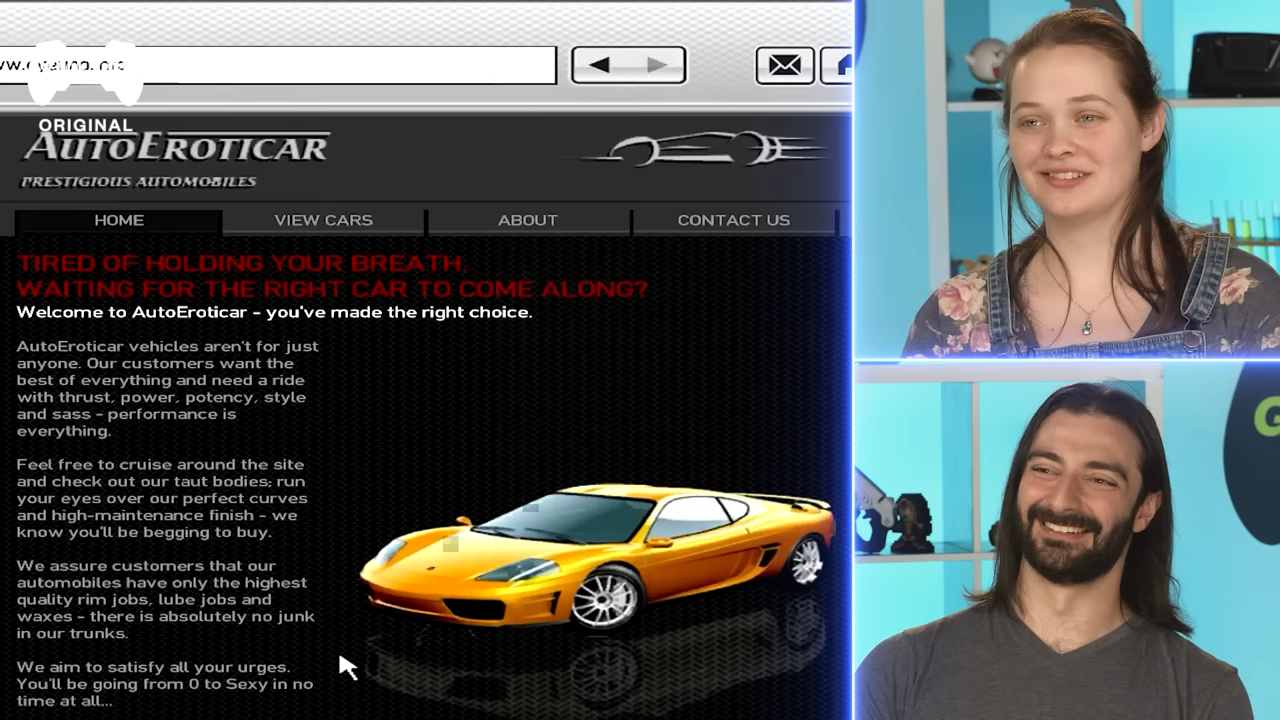 ORIGINAL
AUTOEROTICAR
PRESTIGIOUS AUTOMOBILES
HOME
VIEW CARS
ABOUT
CONTACT US
TIRED OF HOLDING YOUR BREATH,
WAITING FOR THE RIGHT CAR TO COME ALONG?
Welcome to AutoEroticar - you've made the right choice.
AutoEroticar vehicles aren't for just
anyone. Our customers want the
best of everything and need a ride
with thrust, power, potency, style
and sass - performance is
everything.
Feel free to cruise around the site
and check out our taut bodies; run
your eyes over our perfect curves
and high-maintenance finish - we
know you'll be begging to buy.
We assure customers that our
automobiles have only the highest
quality rim jobs, lube jobs and
waxes - there is absolutely no junk
in our trunks.
We aim to satisfy all your urges.
You'll be going from 0 to Sexy in no
time at all...
G